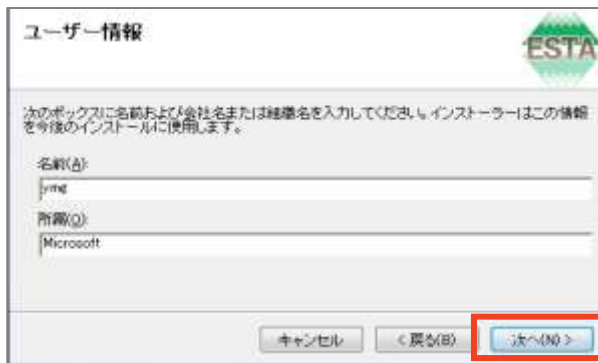 ユーザー情報
ESTA
次のボックスに名前および会社名または組織名を入力してください。インストーラーはこの情報
を今後のインストールに使用します。
名前(A):
ymg
所属(O):
Microsoft
キャンセル
< 戻る(B)
次へ(N) >